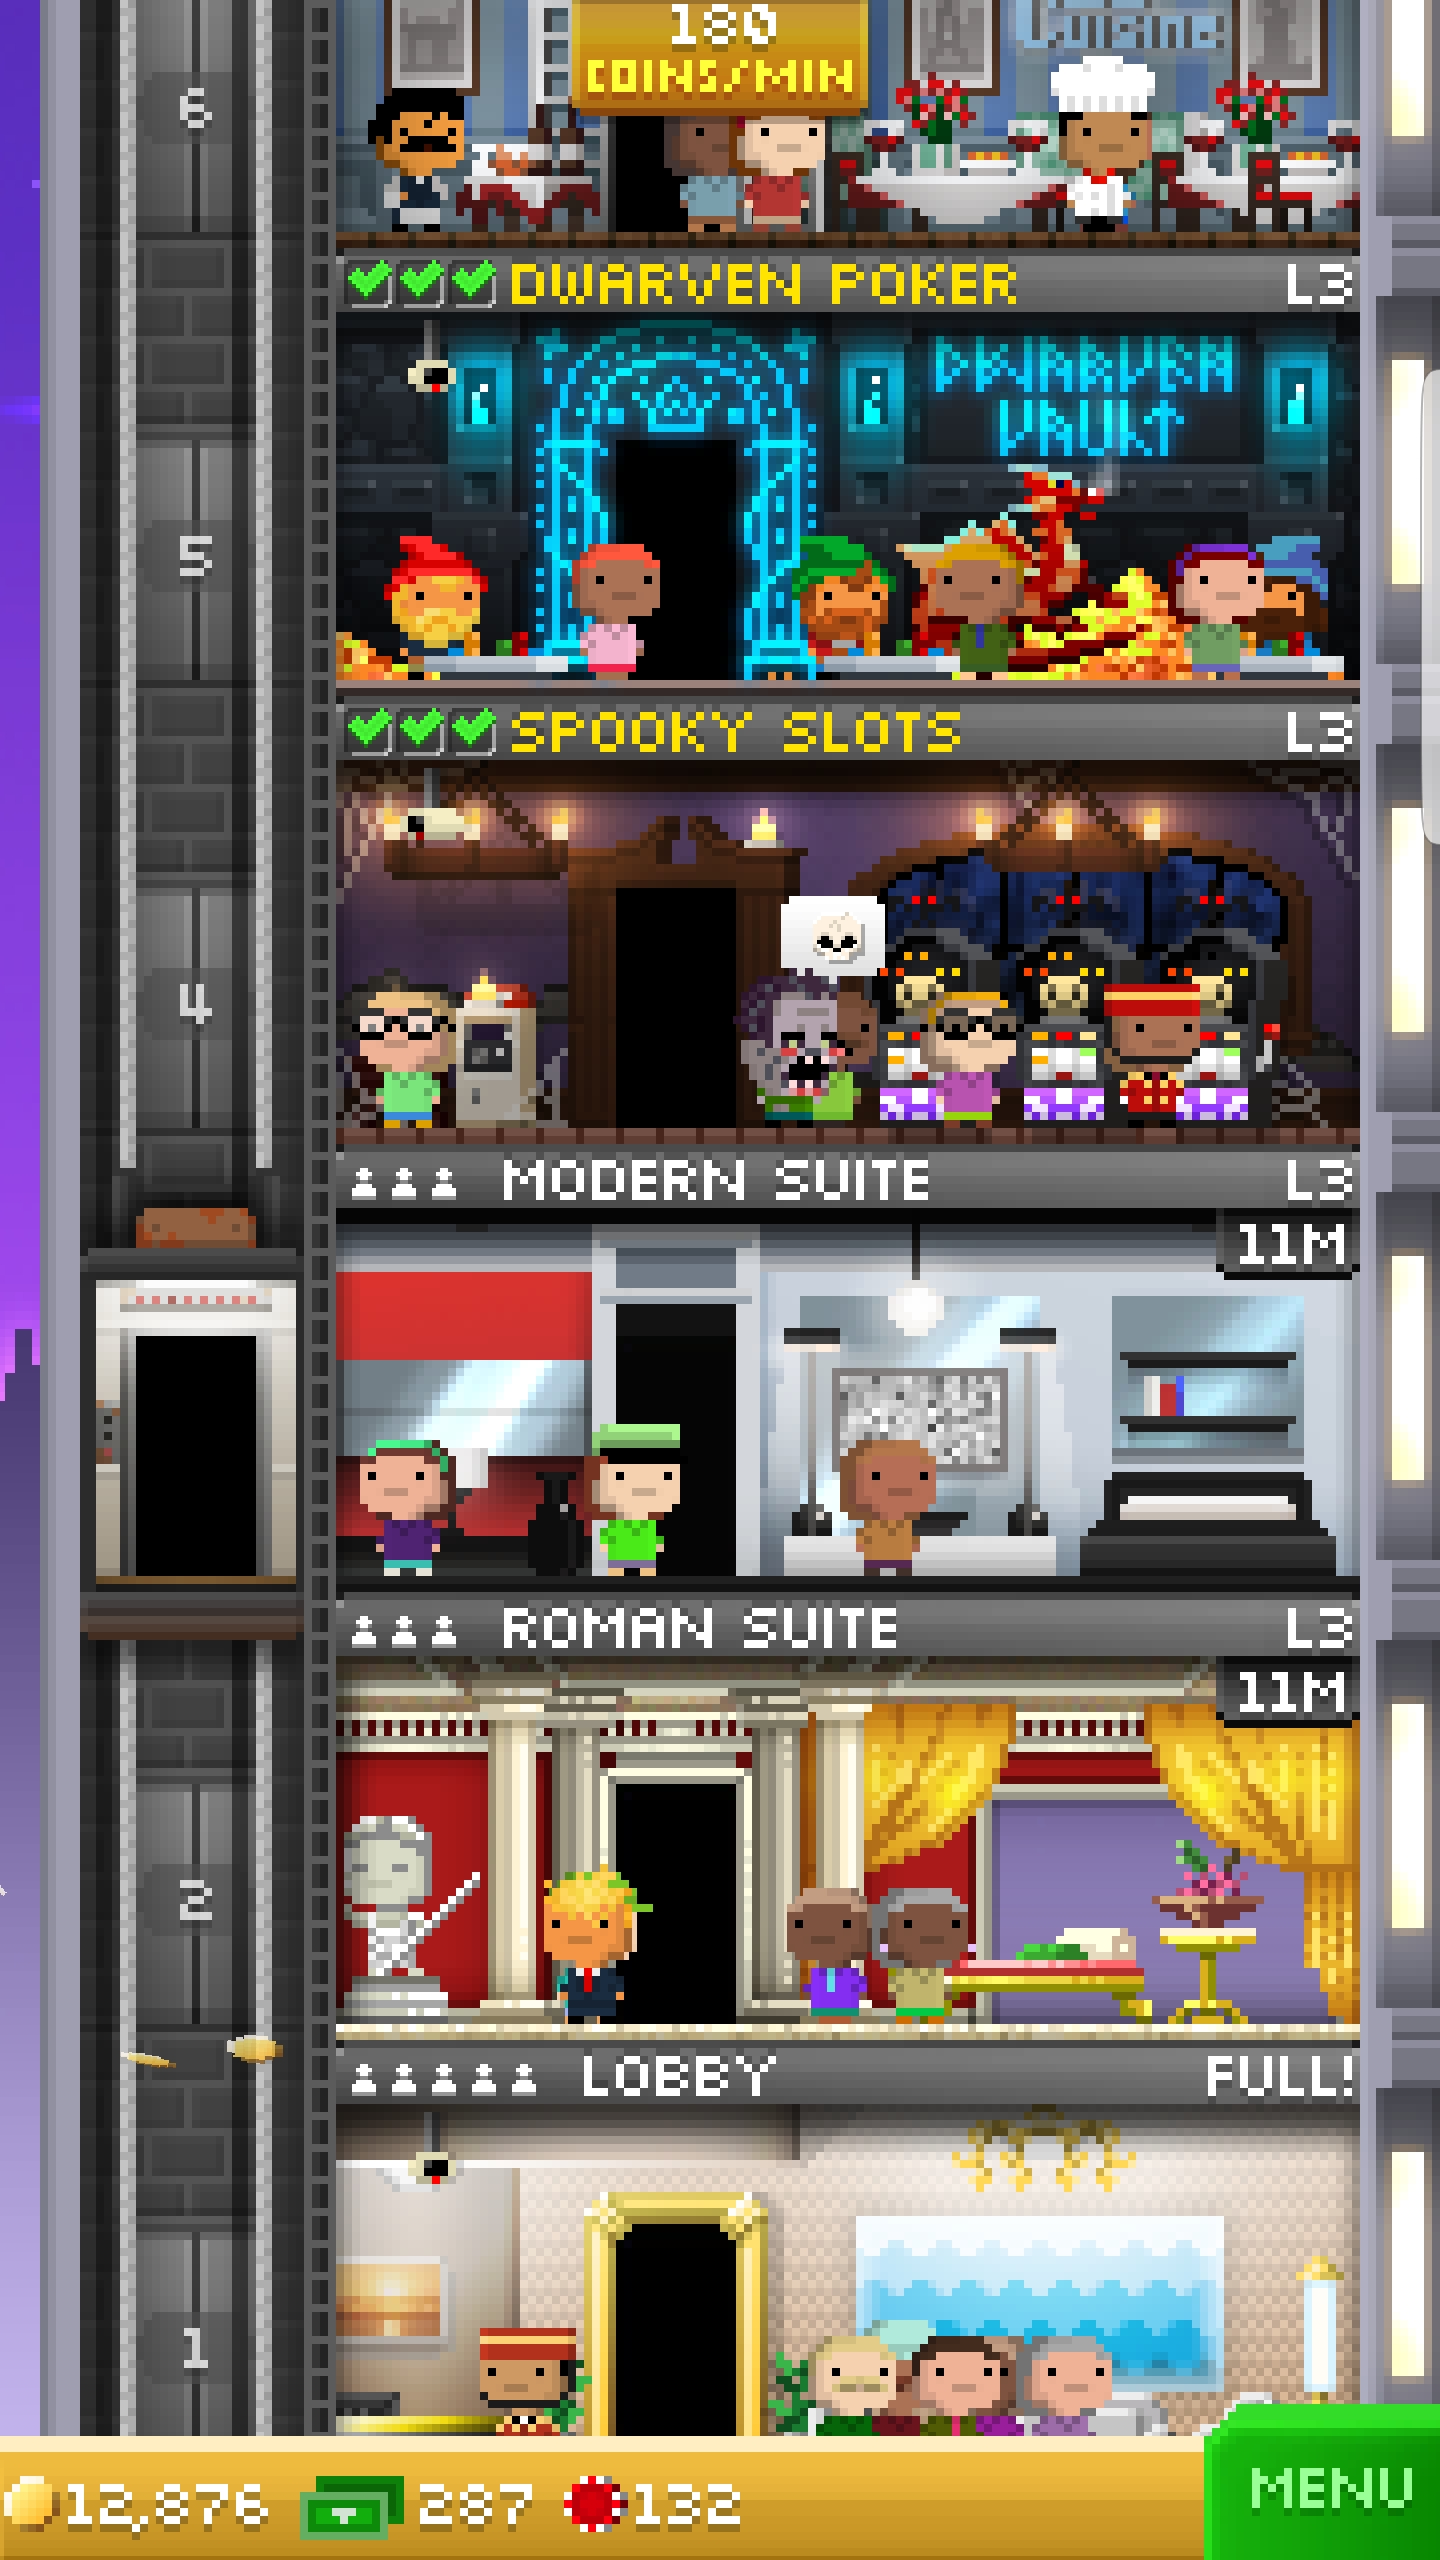 180
Cuisine
COINS/MIN
6
DWARVEN POKER L3
DWARVEN
VAULT
5
SPOOKY SLOTS L3
4
MODERN SUITE L3
11M
ROMAN SUITE L3
11M
2
LOBBY FULL!
1
12,876 287 132 MENU